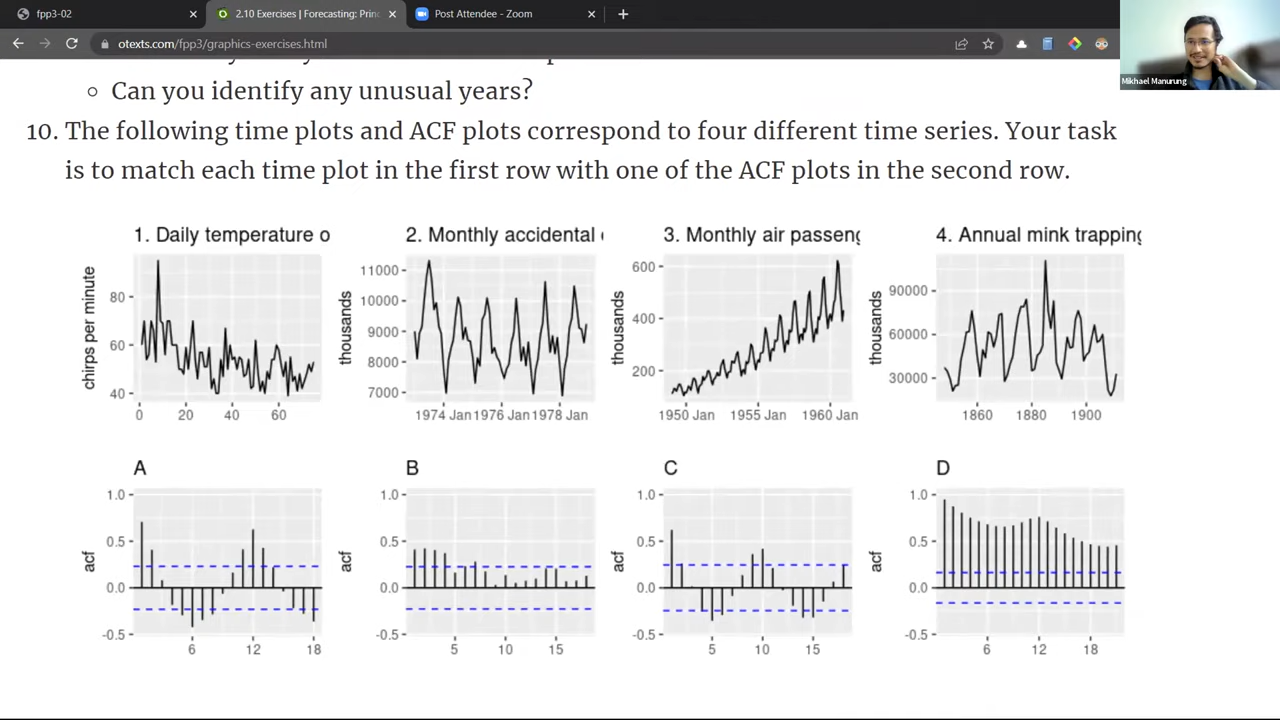 fpp3-02
2.10 Exercises | Forecasting: Prin
Post Attendee - Zoom
otexts.com/fpp3/graphics-exercises.html
Mikhael Manurung
Can you identify any unusual years?
10. The following time plots and ACF plots correspond to four different time series. Your task
is to match each time plot in the first row with one of the ACF plots in the second row.
1. Daily temperature o
chirps per minute
80
60
40
0 20 40 60
2. Monthly accidental
thousands
11000
10000
9000
8000
7000
1974 Jan 1976 Jan 1978 Jan
3. Monthly air passeng
thousands
600
400
200
1950 Jan 1955 Jan 1960 Jan
4. Annual mink trapping
thousands
90000
60000
30000
1860 1880 1900
A
acf
1.0
0.5
0.0
-0.5
6 12 18
B
acf
1.0
0.5
0.0
-0.5
5 10 15
C
acf
1.0
0.5
0.0
-0.5
5 10 15
D
acf
1.0
0.5
0.0
-0.5
6 12 18